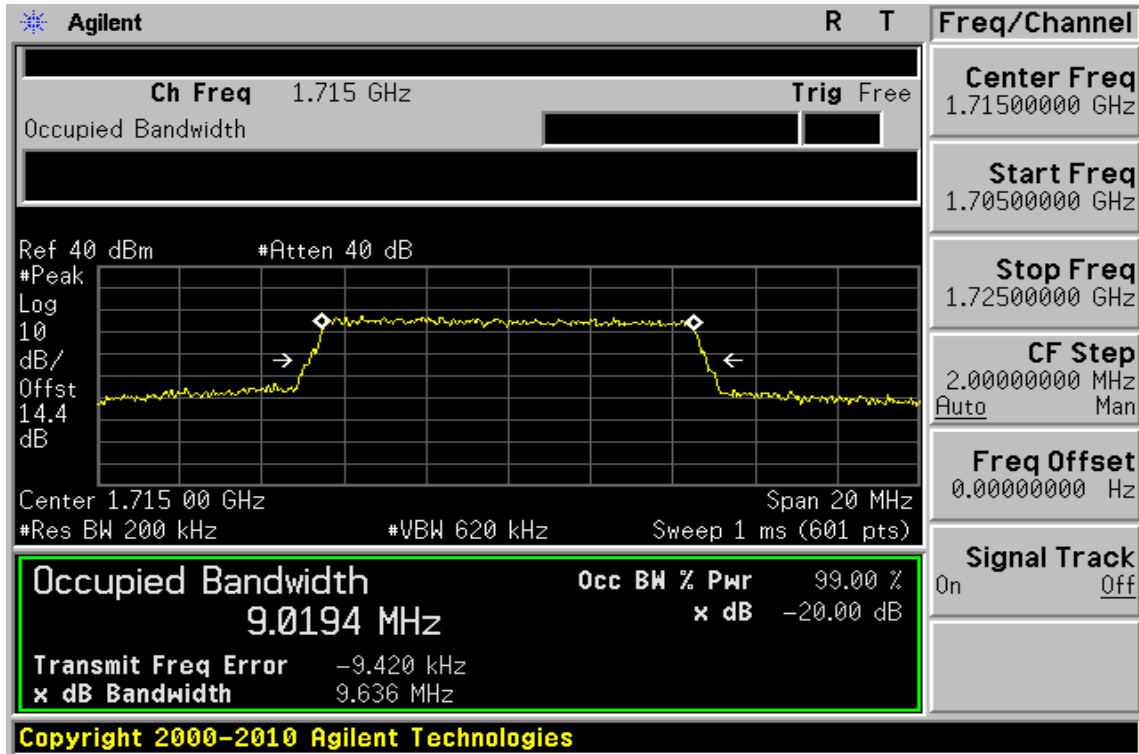 Agilent R T
Freq/Channel
Ch Freq 1.715 GHz Trig Free
Occupied Bandwidth
Center Freq
1.71500000 GHz
Start Freq
1.70500000 GHz
Stop Freq
1.72500000 GHz
CF Step
2.00000000 MHz
Auto Man
Freq Offset
0.00000000 Hz
Signal Track
On Off
Ref 40 dBm #Atten 40 dB
#Peak
Log
10
dB/
Offst
14.4
dB
Center 1.715 00 GHz Span 20 MHz
#Res BW 200 kHz #VBW 620 kHz Sweep 1 ms (601 pts)
Occupied Bandwidth Occ BW % Pwr 99.00 %
9.0194 MHz x dB -20.00 dB
Transmit Freq Error -9.420 kHz
x dB Bandwidth 9.636 MHz
Copyright 2000-2010 Agilent Technologies